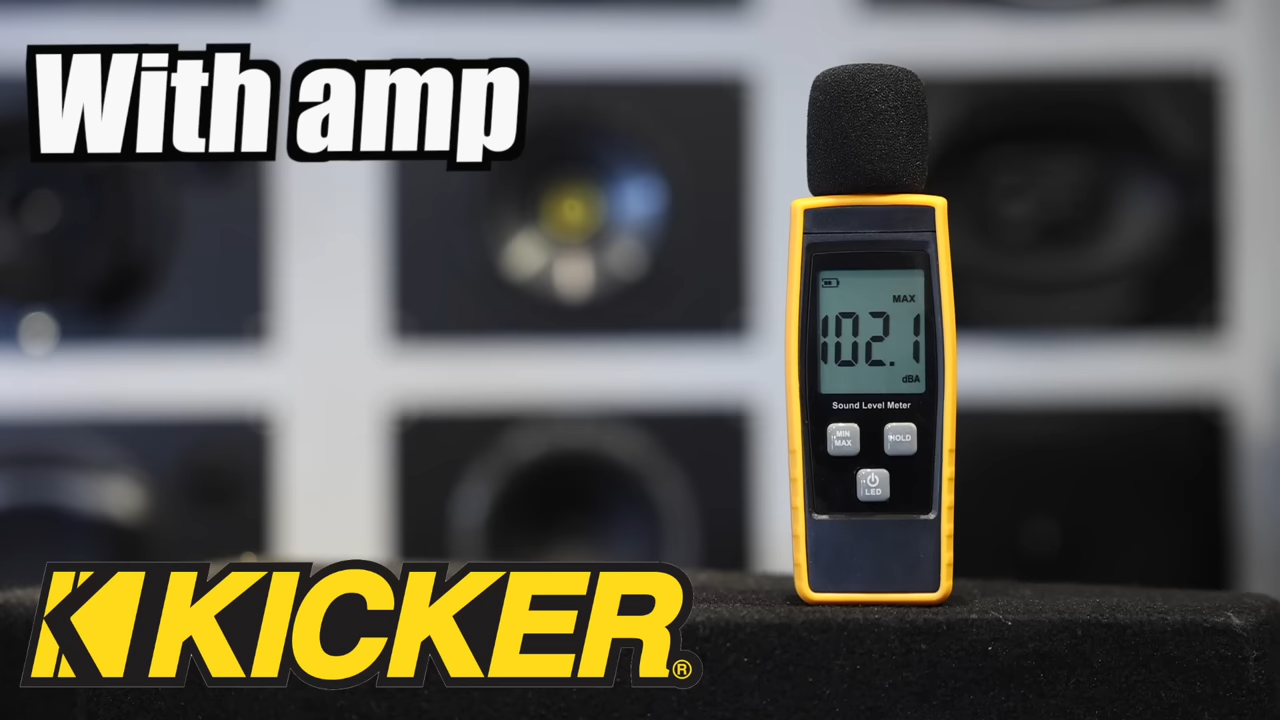 With amp
MAX
102.1
dBA
Sound Level Meter
MIN
MAX
HOLD
LED
KICKER®